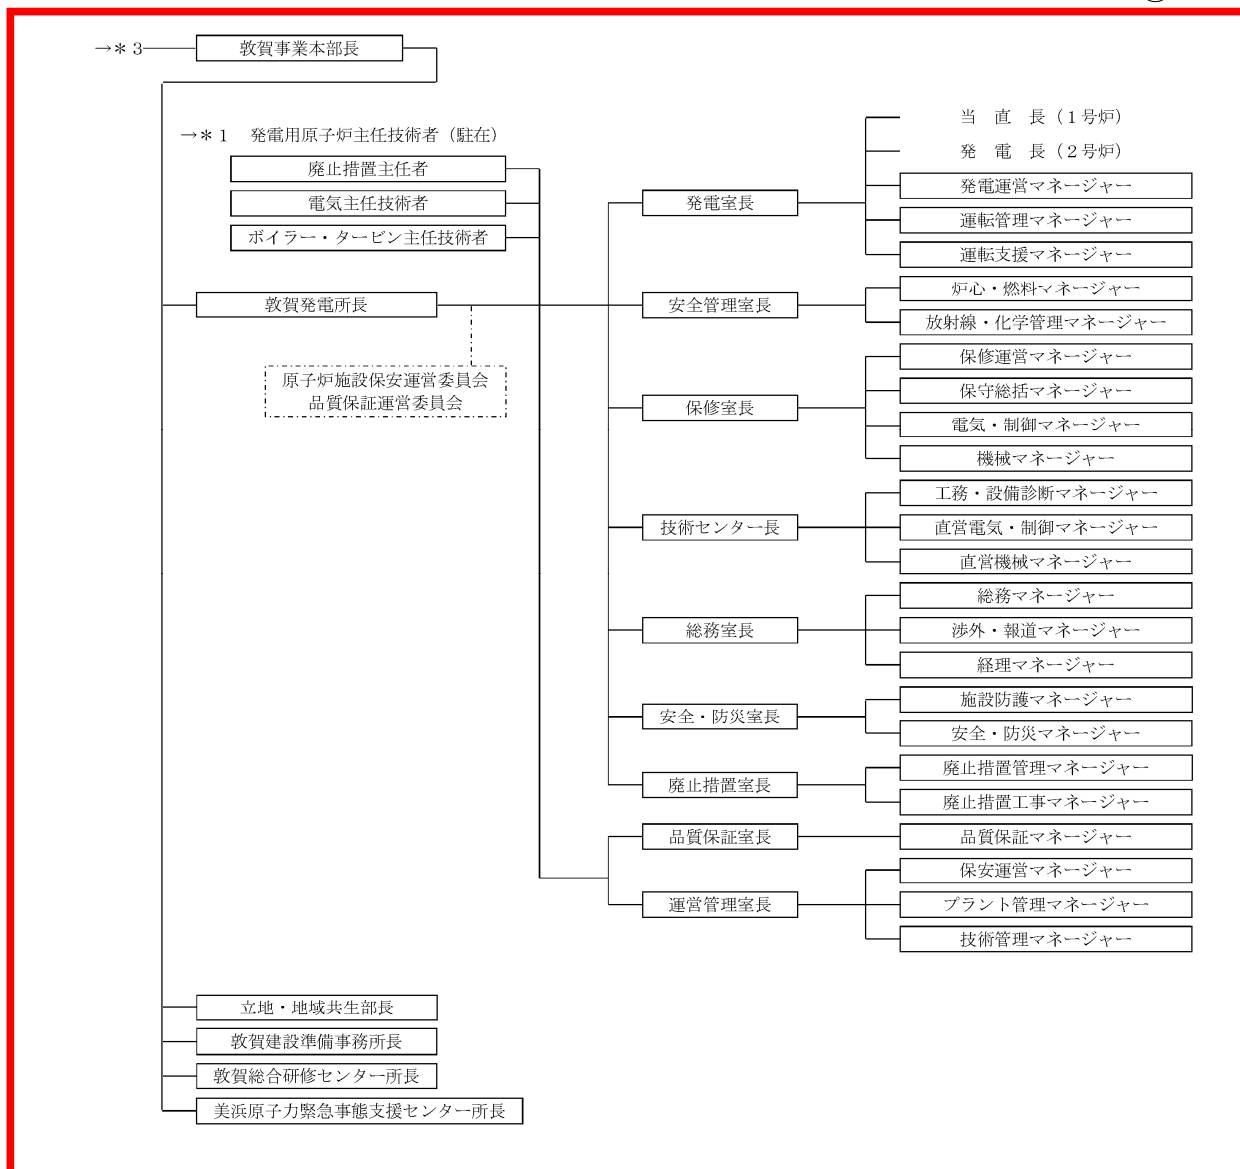 →＊３ 敦賀事業本部長
→＊１ 発電用原子炉主任技術者（駐在）
廃止措置主任者
電気主任技術者
ボイラー・タービン主任技術者
敦賀発電所長
原子炉施設保安運営委員会
品質保証運営委員会
発電室長
当 直 長（１号炉）
発 電 長（２号炉）
発電運営マネージャー
運転管理マネージャー
運転支援マネージャー
安全管理室長
炉心・燃料マネージャー
放射線・化学管理マネージャー
保修室長
保修運営マネージャー
保守総括マネージャー
電気・制御マネージャー
機械マネージャー
技術センター長
工務・設備診断マネージャー
直営電気・制御マネージャー
直営機械マネージャー
総務室長
総務マネージャー
渉外・報道マネージャー
経理マネージャー
安全・防災室長
施設防護マネージャー
安全・防災マネージャー
廃止措置室長
廃止措置管理マネージャー
廃止措置工事マネージャー
品質保証室長
品質保証マネージャー
運営管理室長
保安運営マネージャー
プラント管理マネージャー
技術管理マネージャー
立地・地域共生部長
敦賀建設準備事務所長
敦賀総合研修センター所長
美浜原子力緊急事態支援センター所長